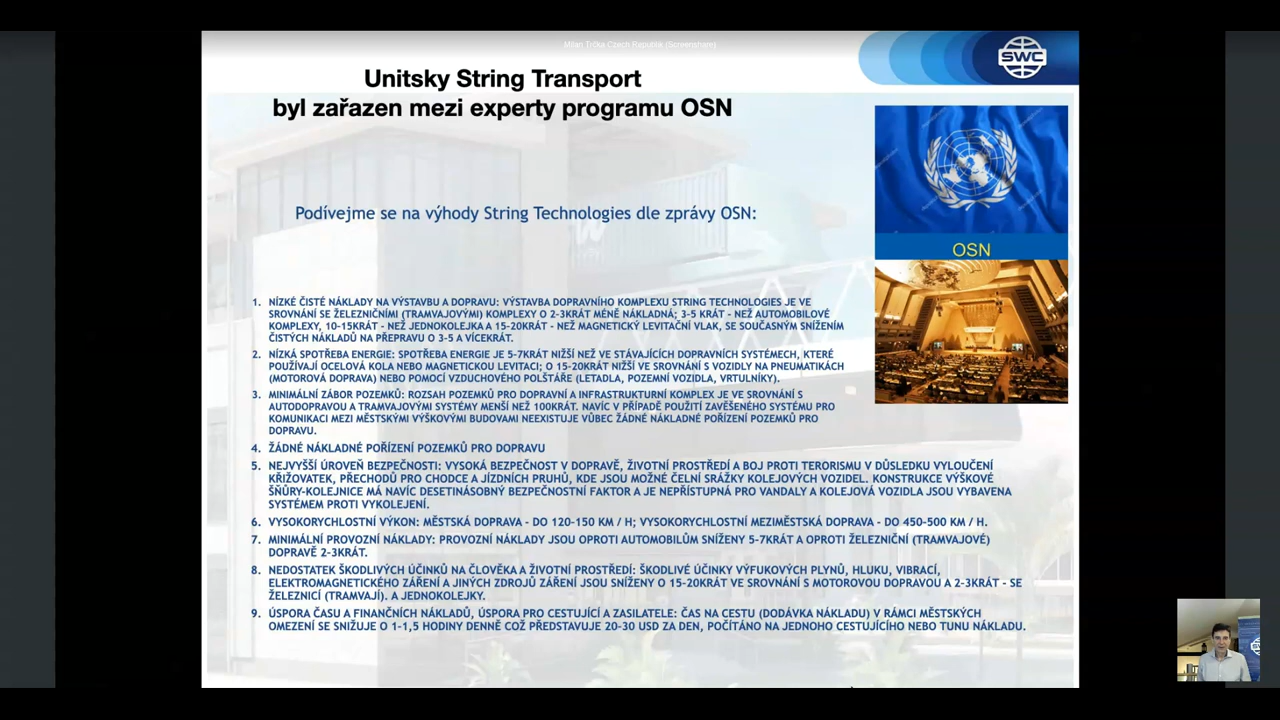 Milan Trčka Czech Republik (Screenshare)
SWC
Unitsky String Transport
byl zařazen mezi experty programu OSN
OSN
Podívejme se na výhody String Technologies dle zprávy OSN:
1. NÍZKÉ ČISTÉ NÁKLADY NA VÝSTAVBU A DOPRAVU: VÝSTAVBA DOPRAVNÍHO KOMPLEXU STRING TECHNOLOGIES JE VE
SROVNÁNÍ SE ŽELEZNIČNÍMI (TRAMVAJOVÝMI) KOMPLEXY O 2-3KRÁT MÉNĚ NÁKLADNÁ; 3-5 KRÁT - NEŽ AUTOMOBILOVÉ
KOMPLEXY, 10-15KRÁT - NEŽ JEDNOKOLEJKA A 15-20KRÁT - NEŽ MAGNETICKÝ LEVITAČNÍ VLAK, SE SOUČASNÝM SNÍŽENÍM
ČISTÝCH NÁKLADŮ NA PŘEPRAVU O 3-5 A VÍCEKRÁT.
2. NÍZKÁ SPOTŘEBA ENERGIE: SPOTŘEBA ENERGIE JE 5-7KRÁT NIŽŠÍ NEŽ VE STÁVAJÍCÍCH DOPRAVNÍCH SYSTÉMECH, KTERÉ
POUŽÍVAJÍ OCELOVÁ KOLA NEBO MAGNETICKOU LEVITACI; O 15-20KRÁT NIŽŠÍ VE SROVNÁNÍ S VOZIDLY NA PNEUMATIKÁCH
(MOTOROVÁ DOPRAVA) NEBO POMOCÍ VZDUCHOVÉHO POLŠTÁŘE (LETADLA, POZEMNÍ VOZIDLA, VRTULNÍKY).
3. MINIMÁLNÍ ZÁBOR POZEMKŮ: ROZSAH POZEMKŮ PRO DOPRAVNÍ A INFRASTRUKTURNÍ KOMPLEX JE VE SROVNÁNÍ S
AUTODOPRAVOU A TRAMVAJOVÝMI SYSTÉMY MENŠÍ NEŽ 100KRÁT. NAVÍC V PŘÍPADĚ POUŽITÍ ZAVĚŠENÉHO SYSTÉMU PRO
KOMUNIKACI MEZI MĚSTSKÝMI VÝŠKOVÝMI BUDOVAMI NEEXISTUJE VŮBEC ŽÁDNÉ NÁKLADNÉ POŘÍZENÍ POZEMKŮ PRO
DOPRAVU.
4. ŽÁDNÉ NÁKLADNÉ POŘÍZENÍ POZEMKŮ PRO DOPRAVU
5. NEJVYŠŠÍ ÚROVEŇ BEZPEČNOSTI: VYSOKÁ BEZPEČNOST V DOPRAVĚ, ŽIVOTNÍ PROSTŘEDÍ A BOJ PROTI TERORISMU V DŮSLEDKU VYLOUČENÍ
KŘIŽOVATEK, PŘECHODŮ PRO CHODCE A JÍZDNÍCH PRUHŮ, KDE JSOU MOŽNÉ ČELNÍ SRÁŽKY KOLEJOVÝCH VOZIDEL. KONSTRUKCE VÝŠKOVÉ
ŠŇŮRY-KOLEJNICE MÁ NAVÍC DESETINÁSOBNÝ BEZPEČNOSTNÍ FAKTOR A JE NEPŘÍSTUPNÁ PRO VANDALY A KOLEJOVÁ VOZIDLA JSOU VYBAVENA
SYSTÉMEM PROTI VYKOLEJENÍ.
6. VYSOKORYCHLOSTNÍ VÝKON: MĚSTSKÁ DOPRAVA - DO 120-150 KM / H; VYSOKORYCHLOSTNÍ MEZIMĚSTSKÁ DOPRAVA - DO 450-500 KM / H.
7. MINIMÁLNÍ PROVOZNÍ NÁKLADY: PROVOZNÍ NÁKLADY JSOU OPROTI AUTOMOBILŮM SNÍŽENY 5-7KRÁT A OPROTI ŽELEZNIČNÍ (TRAMVAJOVÉ)
DOPRAVĚ 2-3KRÁT.
8. NEDOSTATEK ŠKODLIVÝCH ÚČINKŮ NA ČLOVĚKA A ŽIVOTNÍ PROSTŘEDÍ: ŠKODLIVÉ ÚČINKY VÝFUKOVÝCH PLYNŮ, HLUKU, VIBRACÍ,
ELEKTROMAGNETICKÉHO ZÁŘENÍ A JINÝCH ZDROJŮ ZÁŘENÍ JSOU SNÍŽENY O 15-20KRÁT VE SROVNÁNÍ S MOTOROVOU DOPRAVOU A 2-3KRÁT - SE
ŽELEZNICÍ (TRAMVAJÍ). A JEDNOKOLEJKY.
9. ÚSPORA ČASU A FINANČNÍCH NÁKLADŮ, ÚSPORA PRO CESTUJÍCÍ A ZASILATELE: ČAS NA CESTU (DODÁVKA NÁKLADU) V RÁMCI MĚSTSKÝCH
OMEZENÍ SE SNIŽUJE O 1-1,5 HODINY DENNĚ COŽ PŘEDSTAVUJE 20-30 USD ZA DEN, POČÍTÁNO NA JEDNOHO CESTUJÍCÍHO NEBO TUNU NÁKLADU.